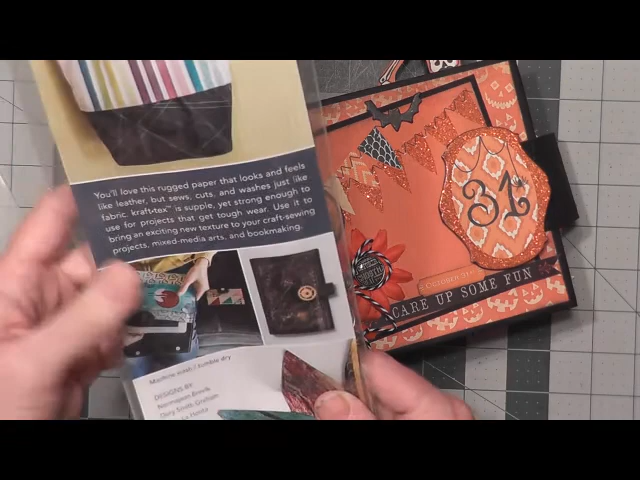 You'll love this rugged paper that looks and feels
like leather, but sews, cuts, and washes just like
fabric. kraft•tex™ is supple, yet strong enough to
use for projects that get tough wear. Use it to
bring an exciting new texture to your craft-sewing
projects, mixed-media arts, and bookmaking.
Machine wash / tumble dry
DESIGNS BY
31
OCTOBER 31
CARE UP SOME FUN